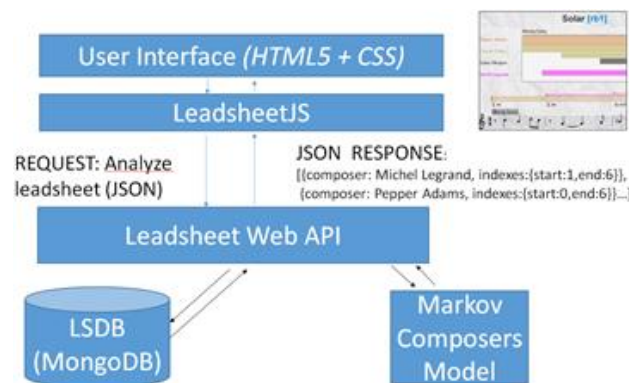 Solar [rb1]
User Interface (HTML5 + CSS)
LeadsheetJS
REQUEST: Analyze
leadsheet (JSON)
JSON RESPONSE:
[{composer: Michel Legrand, indexes:{start:1,end:6}},
{composer: Pepper Adams, indexes:{start:0,end:6}}...]
Leadsheet Web API
LSDB
(MongoDB)
Markov
Composers
Model